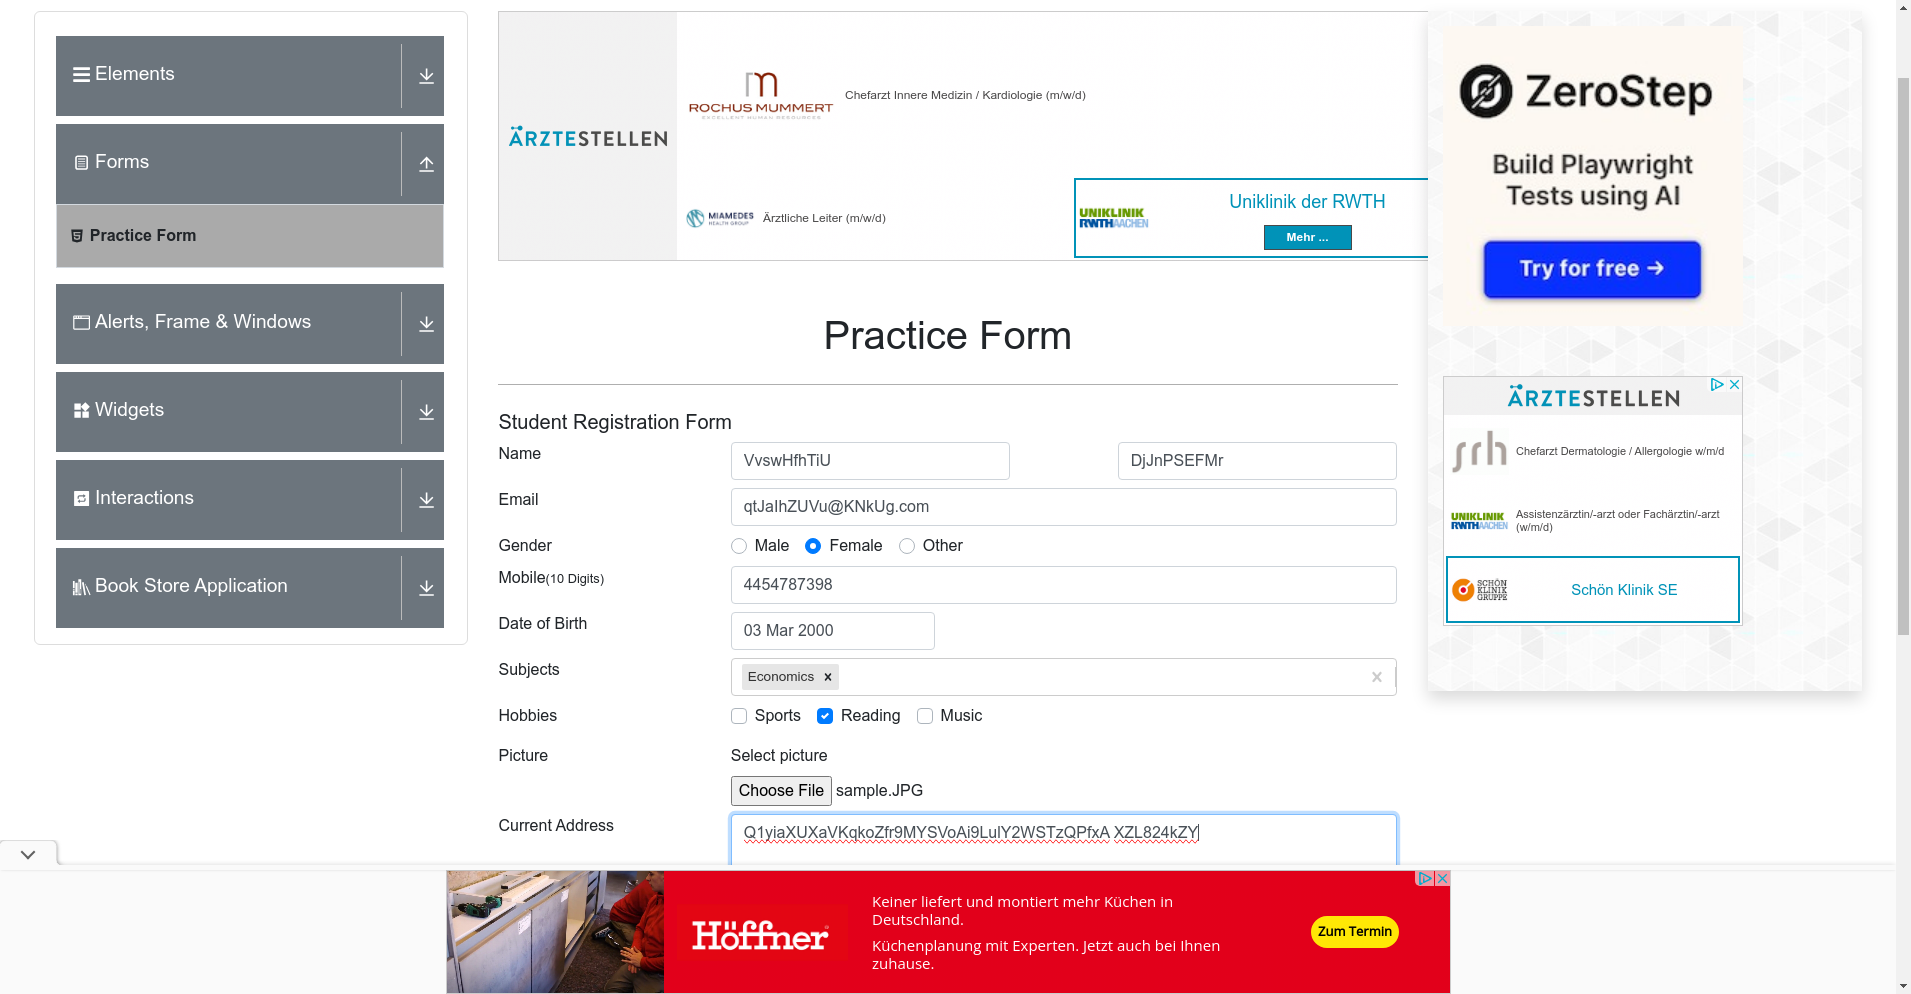 Elements
Forms
Practice Form
Alerts, Frame & Windows
Widgets
Interactions
Book Store Application
ÄRZTESTELLEN
ROCHUS MUMMERT
EXCELLENT HUMAN RESOURCES
Chefarzt Innere Medizin / Kardiologie (m/w/d)
MIAMEDES
HEALTH GROUP
Ärztliche Leiter (m/w/d)
UNIKLINIK
RWTHAACHEN
Uniklinik der RWTH
Mehr ...
Practice Form
Student Registration Form
Name
VvswHfhTiU
DjJnPSEFMr
Email
qtJaIhZUVu@KNkUg.com
Gender
Male
Female
Other
Mobile(10 Digits)
4454787398
Date of Birth
03 Mar 2000
Subjects
Economics
Hobbies
Sports
Reading
Music
Picture
Select picture
Choose File sample.JPG
Current Address
Q1yiaXUXaVKqkoZfr9MYSVoAi9LulY2WSTzQPfxA XZL824kZY
ZeroStep
Build Playwright
Tests using AI
Try for free →
ÄRZTESTELLEN
srh
Chefarzt Dermatologie / Allergologie w/m/d
UNIKLINIK
RWTHAACHEN
Assistenzärztin/-arzt oder Fachärztin/-arzt
(w/m/d)
SCHÖN
KLINIK
GRUPPE
Schön Klinik SE
Höffner
Keiner liefert und montiert mehr Küchen in
Deutschland.
Küchenplanung mit Experten. Jetzt auch bei Ihnen
zuhause.
Zum Termin